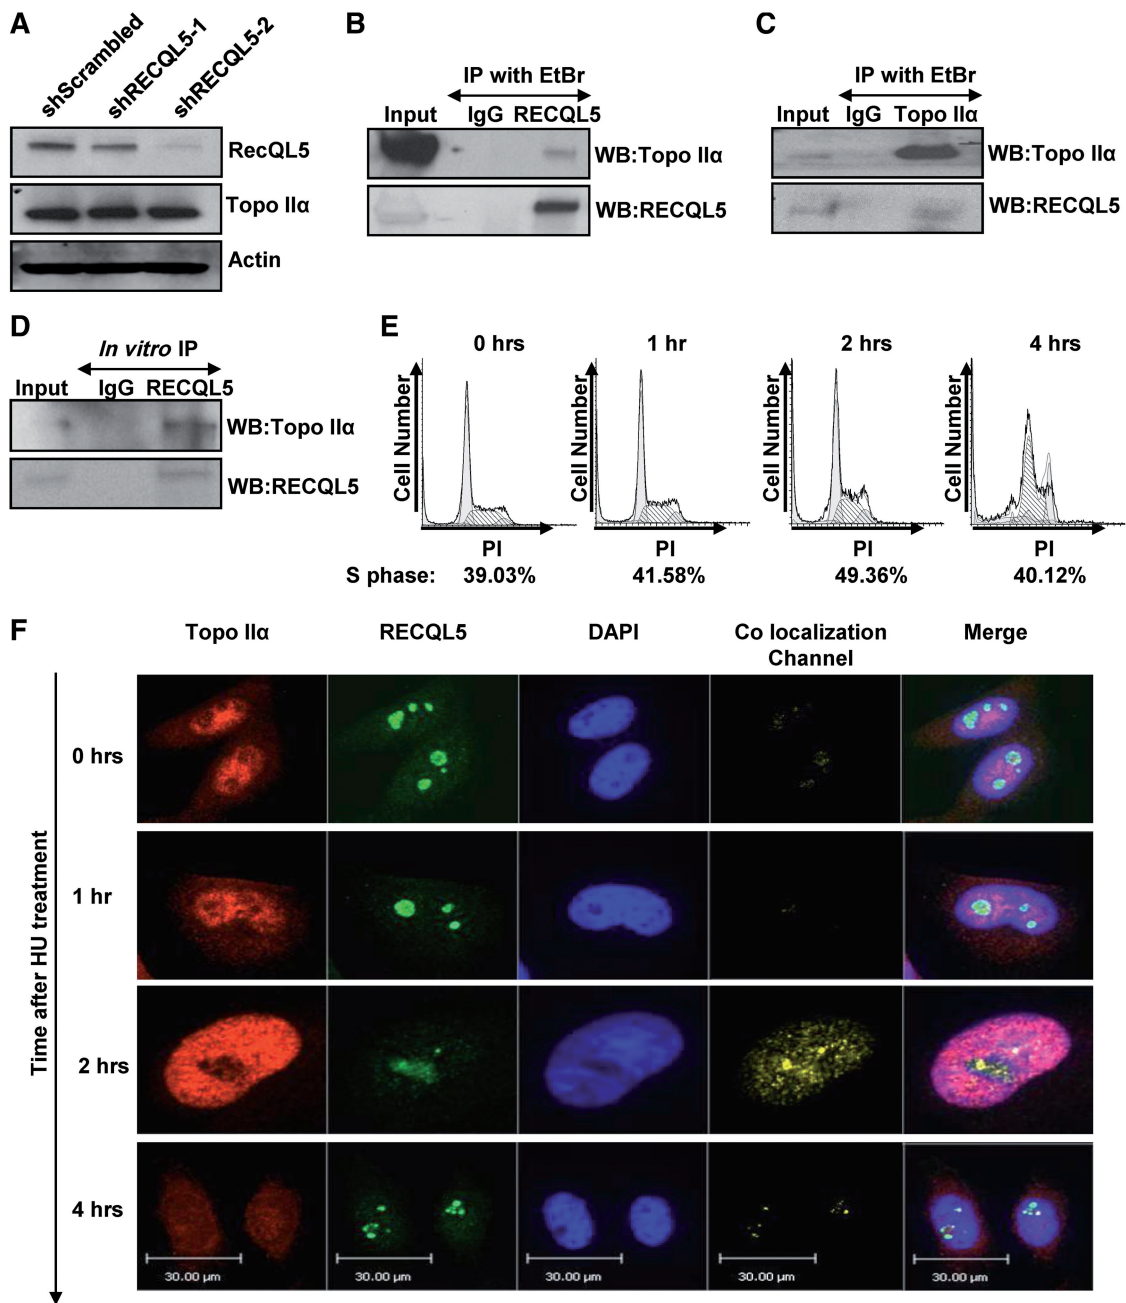 A
shScrambled
shRECQL5-1
shRECQL5-2
RecQL5
Topo IIα
Actin
B
IP with EtBr
Input IgG RECQL5
WB:Topo IIα
WB:RECQL5
C
IP with EtBr
Input IgG Topo IIα
WB:Topo IIα
WB:RECQL5
D
In vitro IP
Input IgG RECQL5
WB:Topo IIα
WB:RECQL5
E
0 hrs 1 hr 2 hrs 4 hrs
Cell Number Cell Number Cell Number Cell Number
PI PI PI PI
S phase: 39.03% 41.58% 49.36% 40.12%
F
Topo IIα RECQL5 DAPI Co localization Merge
Channel
Time after HU treatment
0 hrs
1 hr
2 hrs
4 hrs
30.00 µm 30.00 µm 30.00 µm 30.00 µm 30.00 µm